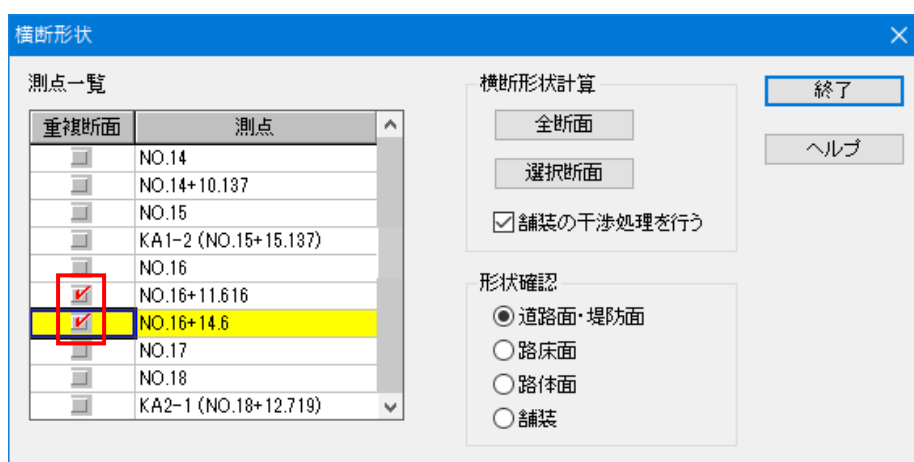 横断形状
測点一覧
重複断面 測点
NO.14
NO.14+10.137
NO.15
KA1-2 (NO.15+15.137)
NO.16
NO.16+11.616
NO.16+14.6
NO.17
NO.18
KA2-1 (NO.18+12.719)
横断形状計算
全断面
選択断面
舗装の干渉処理を行う
形状確認
道路面・堤防面
路床面
路体面
舗装
終了
ヘルプ